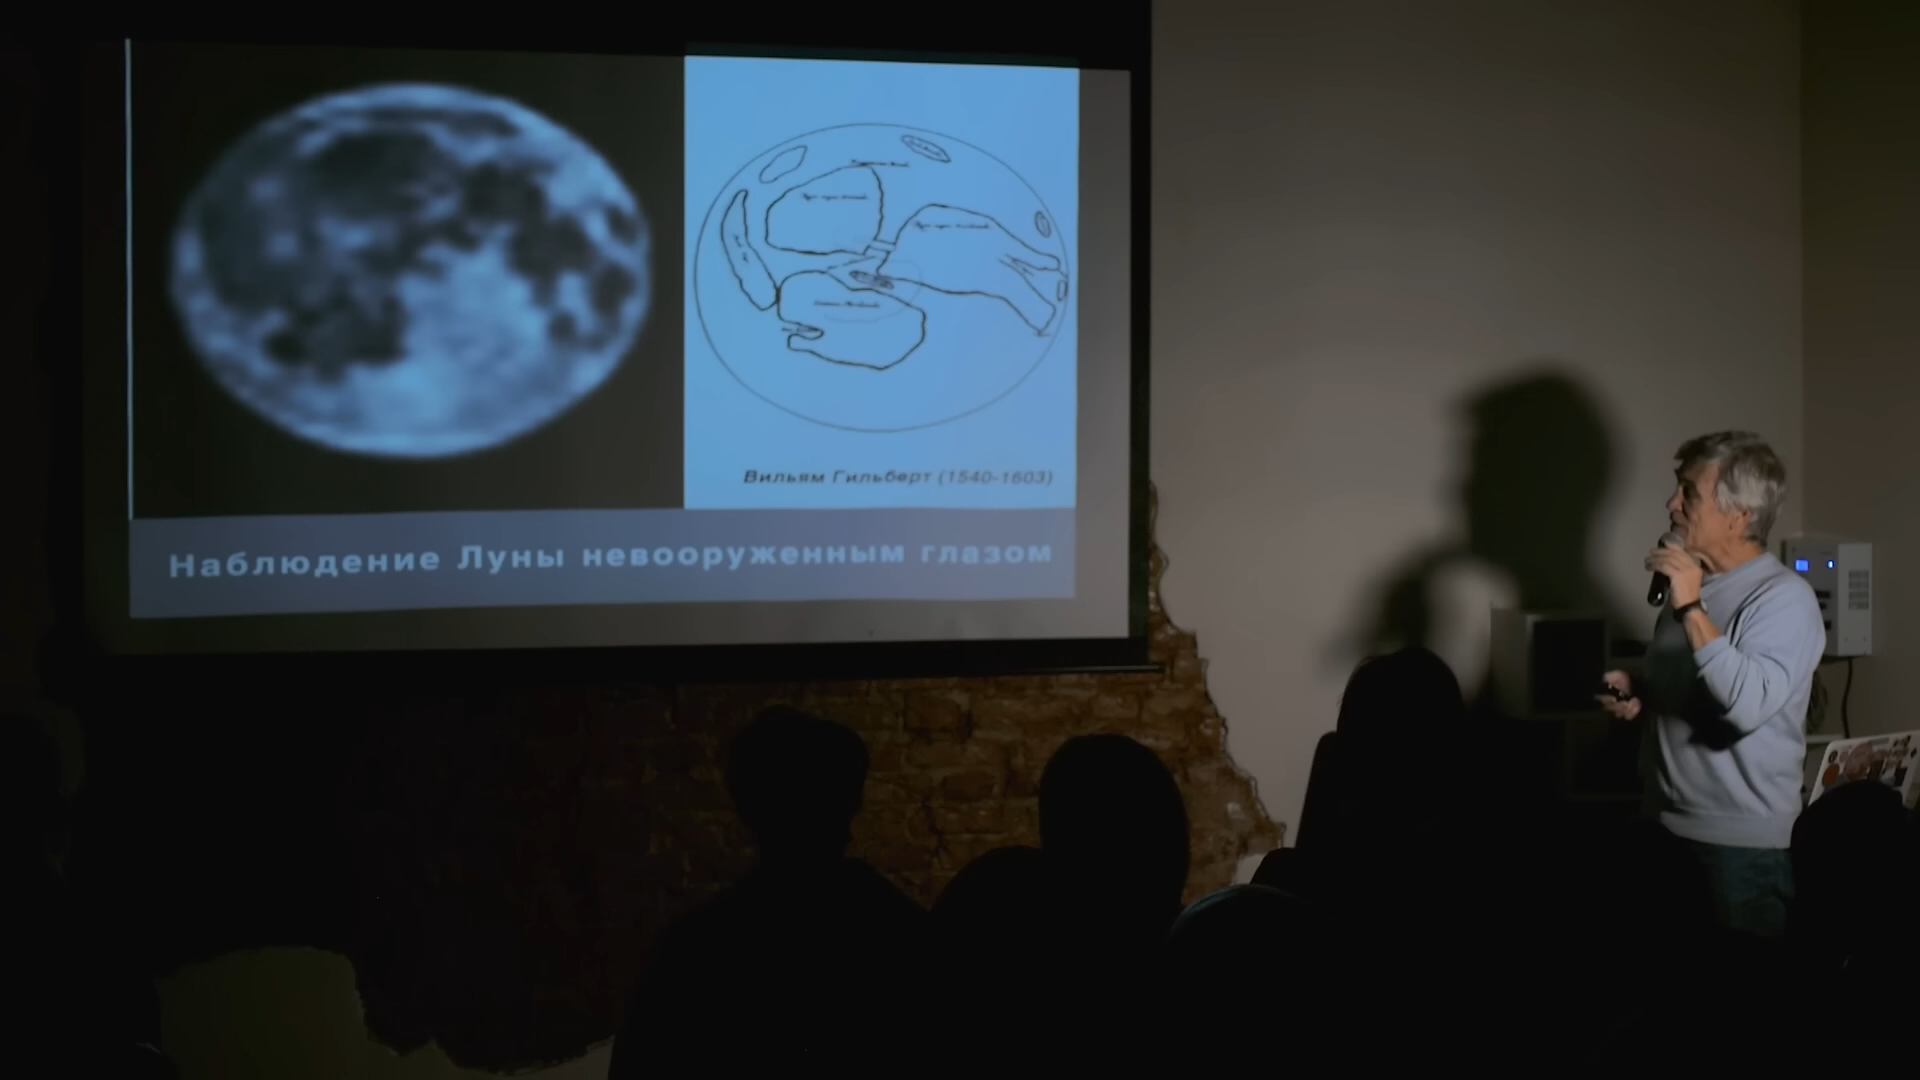 Вильям Гильберт (1540-1603)
Наблюдение Луны невооруженным глазом